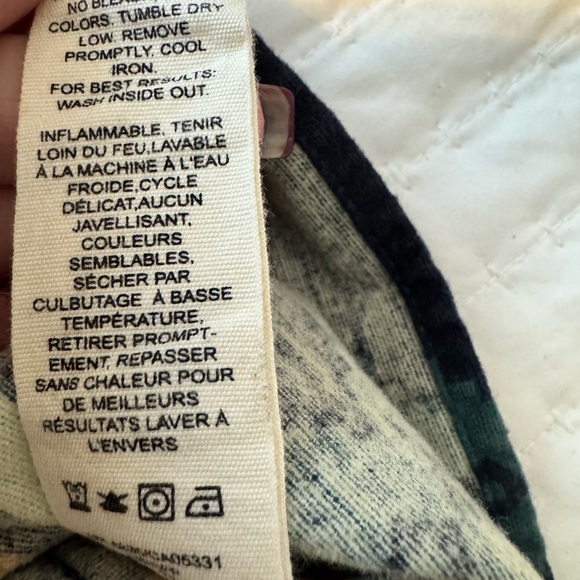 NO BLEACH,
COLORS. TUMBLE DRY
LOW. REMOVE
PROMPTLY, COOL
IRON.
FOR BEST RESULTS:
WASH INSIDE OUT.
INFLAMMABLE, TENIR
LOIN DU FEU,LAVABLE
À LA MACHINE À L'EAU
FROIDE,CYCLE
DÉLICAT,AUCUN
JAVELLISANT,
COULEURS
SEMBLABLES,
SÉCHER PAR
CULBUTAGE À BASSE
TEMPÉRATURE,
RETIRER PROMPT-
EMENT, REPASSER
SANS CHALEUR POUR
DE MEILLEURS
RÉSULTATS LAVER À
L'ENVERS